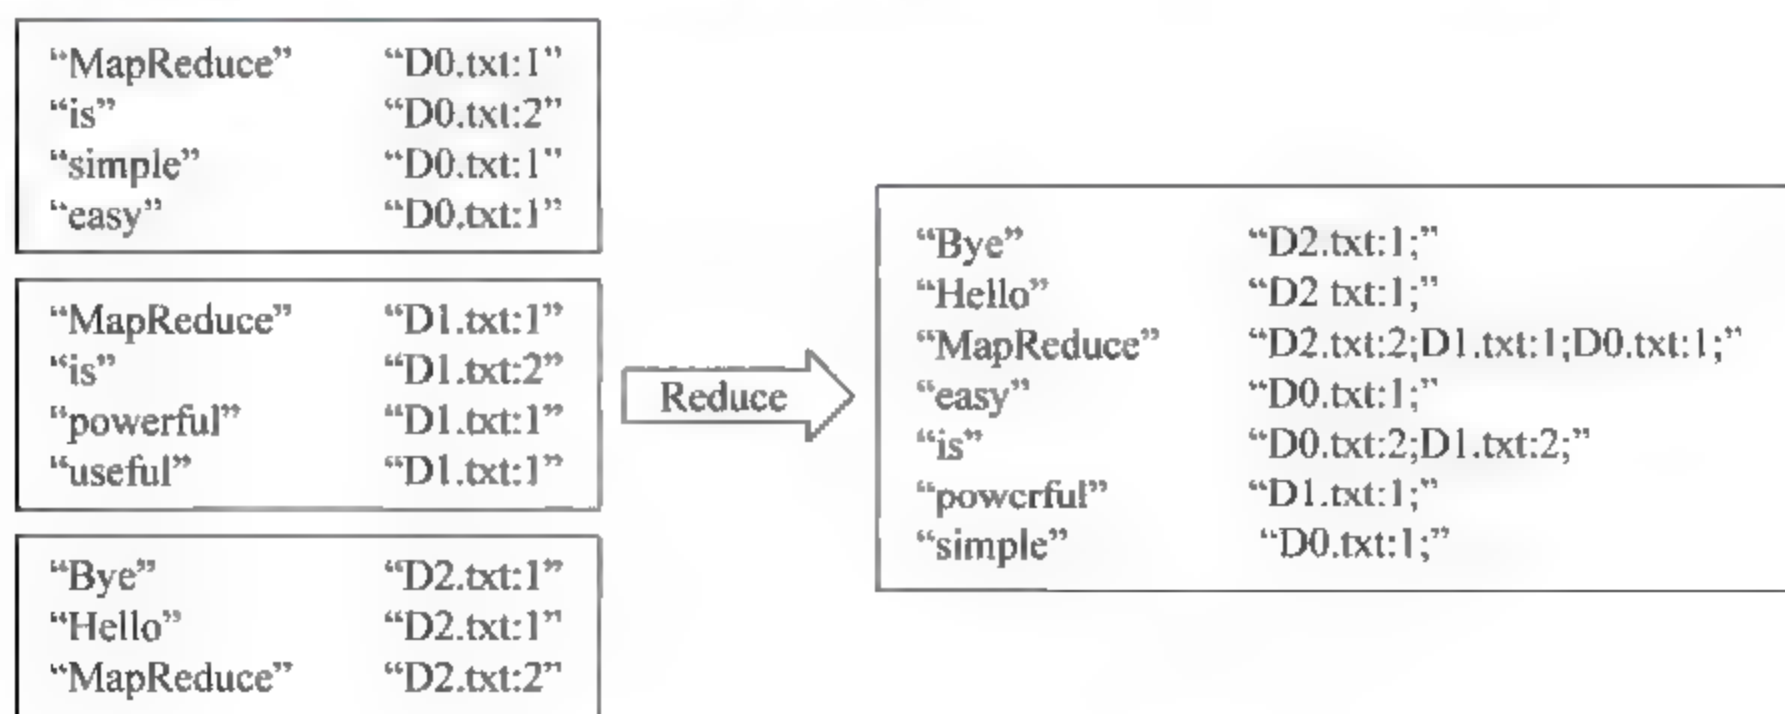 “MapReduce” “D0.txt:1”
“is” “D0.txt:2”
“simple” “D0.txt:1”
“easy” “D0.txt:1”
“MapReduce” “D1.txt:1”
“is” “D1.txt:2”
“powerful” “D1.txt:1”
“useful” “D1.txt:1”
“Bye” “D2.txt:1”
“Hello” “D2.txt:1”
“MapReduce” “D2.txt:2”
Reduce
“Bye” “D2.txt:1;”
“Hello” “D2 txt:1;”
“MapReduce” “D2.txt:2;D1.txt:1;D0.txt:1;”
“easy” “D0.txt:1;”
“is” “D0.txt:2;D1.txt:2;”
“powerful” “D1.txt:1;”
“simple” “D0.txt:1;”